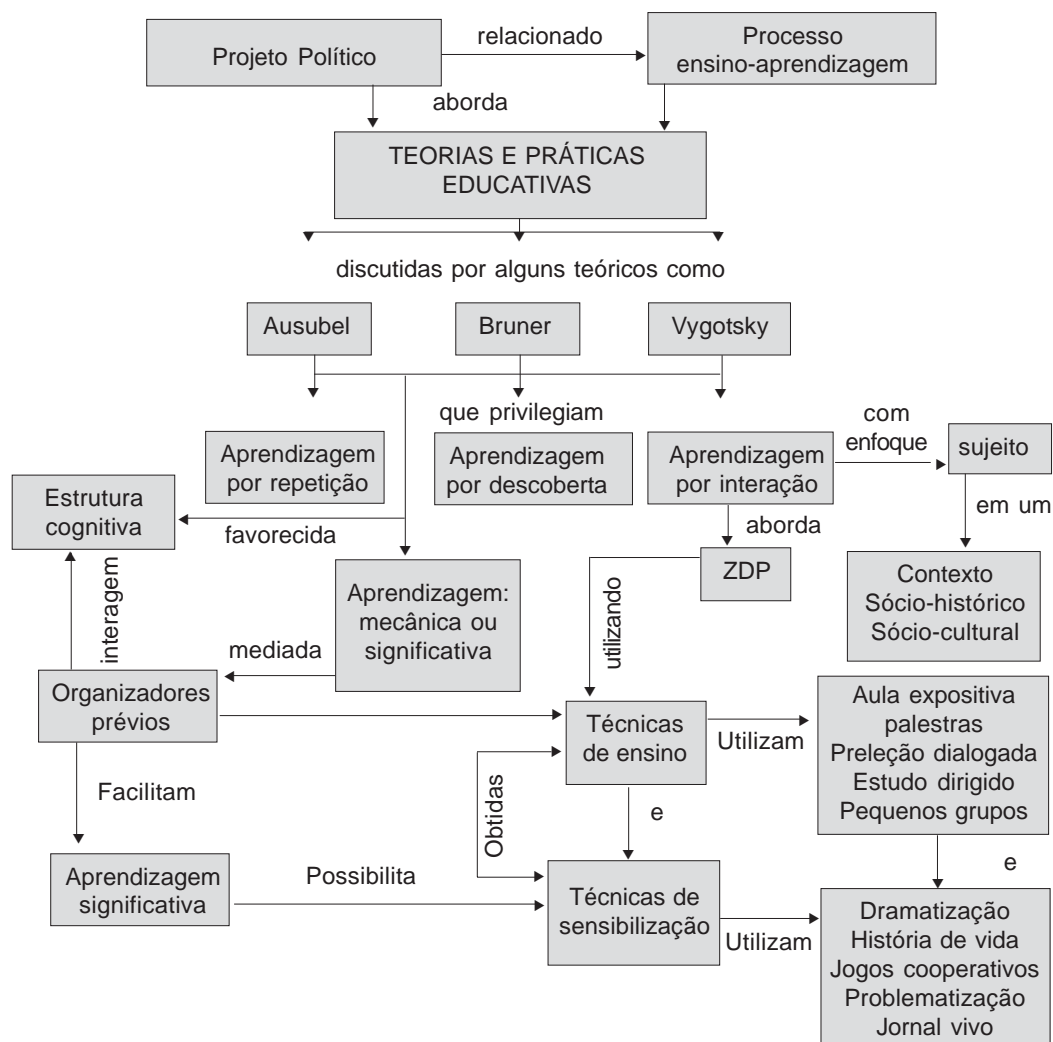 Projeto Político
relacionado
Processo
ensino-aprendizagem
aborda
TEORIAS E PRÁTICAS
EDUCATIVAS
discutidas por alguns teóricos como
Ausubel
Bruner
Vygotsky
que privilegiam
com
enfoque
sujeito
Aprendizagem
por repetição
Aprendizagem
por descoberta
Aprendizagem
por interação
Estrutura
cognitiva
favorecida
aborda
em um
interagem
Aprendizagem:
mecânica ou
significativa
utilizando
ZDP
Contexto
Sócio-histórico
Sócio-cultural
mediada
Organizadores
prévios
Técnicas
de ensino
Utilizam
Aula expositiva
palestras
Preleção dialogada
Estudo dirigido
Pequenos grupos
Facilitam
Obtidas
e
e
Aprendizagem
significativa
Possibilita
Técnicas de
sensibilização
Utilizam
Dramatização
História de vida
Jogos cooperativos
Problematização
Jornal vivo